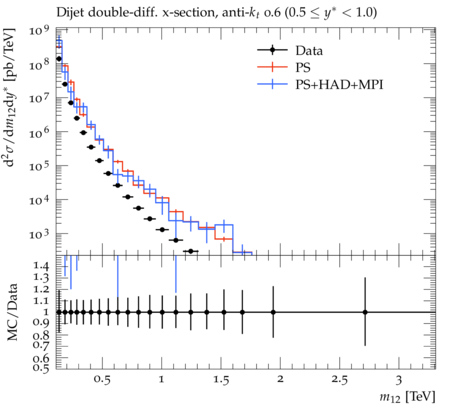 Dijet double-diff. x-section, anti-kt 0.6 (0.5 ≤ y* < 1.0)
d²σ/dm12dy* [pb/TeV]
10⁹
10⁸
10⁷
10⁶
10⁵
10⁴
10³
Data
PS
PS+HAD+MPI
MC/Data
1.4
1.3
1.2
1.1
1
0.9
0.8
0.7
0.6
0.5
0.5 1 1.5 2 2.5 3
m12 [TeV]